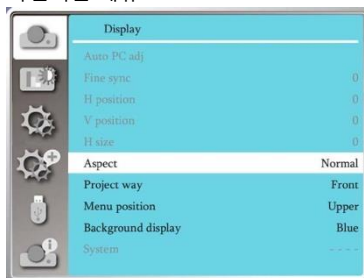 Display
Auto PC adj
Fine sync 0
H position 0
V position 0
H size 0
Aspect Normal
Project way Front
Menu position Upper
Background display Blue
System - - - -